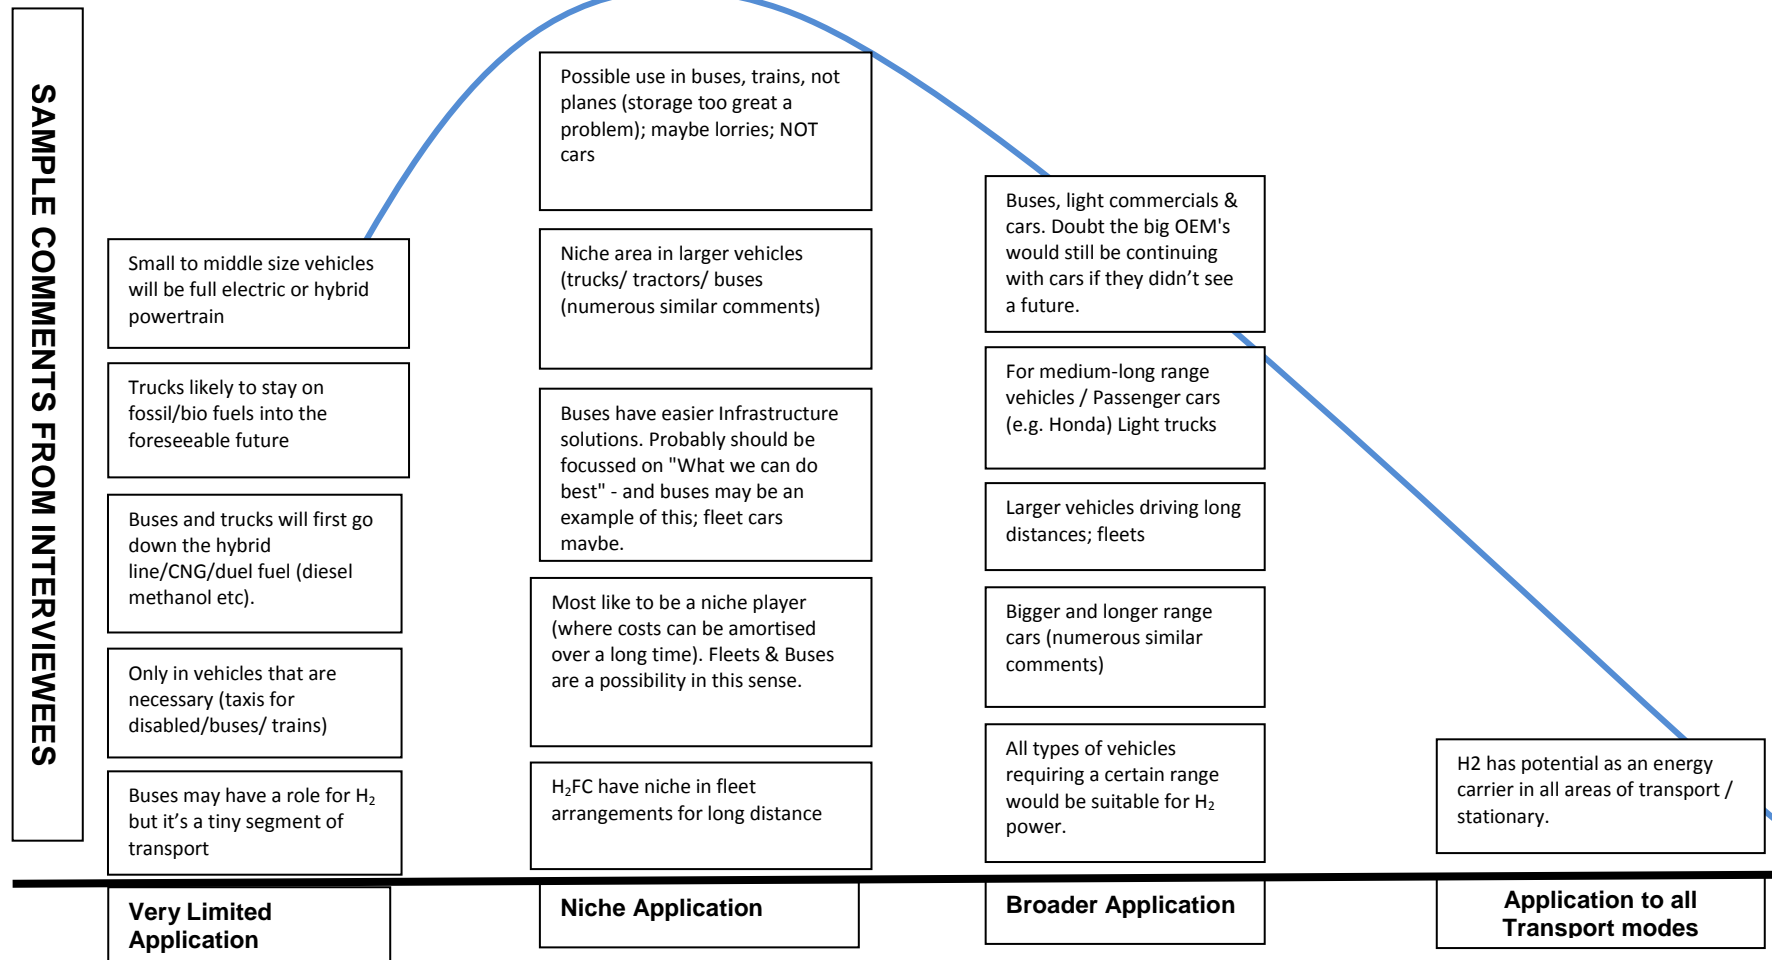 SAMPLE COMMENTS FROM INTERVIEWEES
Small to middle size vehicles
will be full electric or hybrid
powertrain
Trucks likely to stay on
fossil/bio fuels into the
foreseeable future
Buses and trucks will first go
down the hybrid
line/CNG/duel fuel (diesel
methanol etc).
Only in vehicles that are
necessary (taxis for
disabled/buses/ trains)
Buses may have a role for H₂
but it’s a tiny segment of
transport
Very Limited
Application
Possible use in buses, trains, not
planes (storage too great a
problem); maybe lorries; NOT
cars
Niche area in larger vehicles
(trucks/ tractors/ buses
(numerous similar comments)
Buses have easier Infrastructure
solutions. Probably should be
focussed on "What we can do
best" - and buses may be an
example of this; fleet cars
maybe.
Most like to be a niche player
(where costs can be amortised
over a long time). Fleets & Buses
are a possibility in this sense.
H₂FC have niche in fleet
arrangements for long distance
Niche Application
Buses, light commercials &
cars. Doubt the big OEM's
would still be continuing
with cars if they didn’t see
a future.
For medium-long range
vehicles / Passenger cars
(e.g. Honda) Light trucks
Larger vehicles driving long
distances; fleets
Bigger and longer range
cars (numerous similar
comments)
All types of vehicles
requiring a certain range
would be suitable for H₂
power.
Broader Application
H2 has potential as an energy
carrier in all areas of transport /
stationary.
Application to all
Transport modes